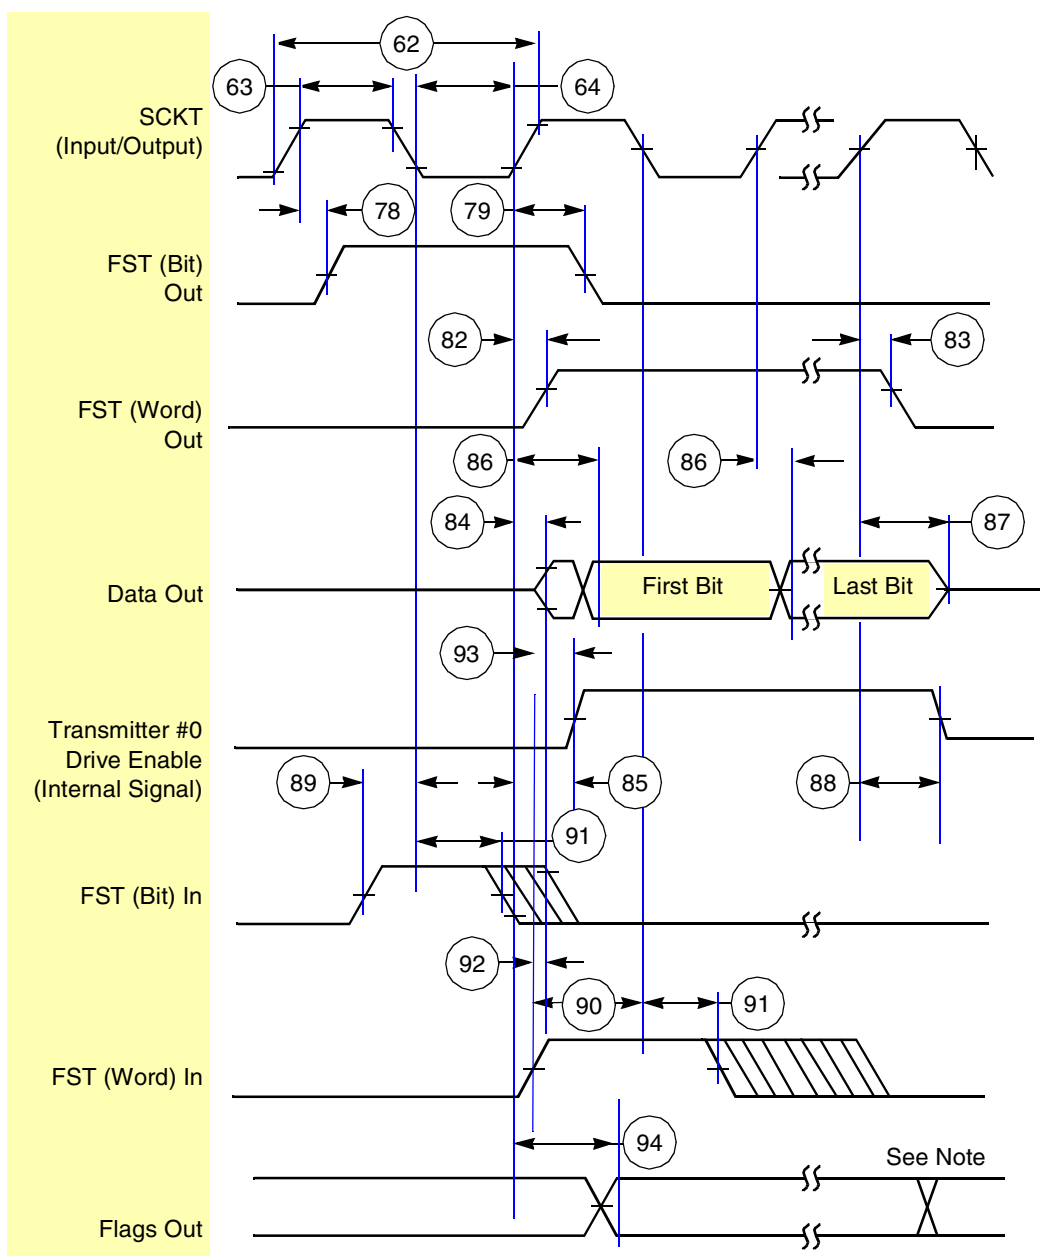 62
63
64
SCKT
(Input/Output)
78
79
FST (Bit)
Out
82
83
FST (Word)
Out
86
86
84
87
Data Out
First Bit
Last Bit
93
Transmitter #0
Drive Enable
(Internal Signal)
89
85
88
91
FST (Bit) In
92
90
91
FST (Word) In
94
See Note
Flags Out